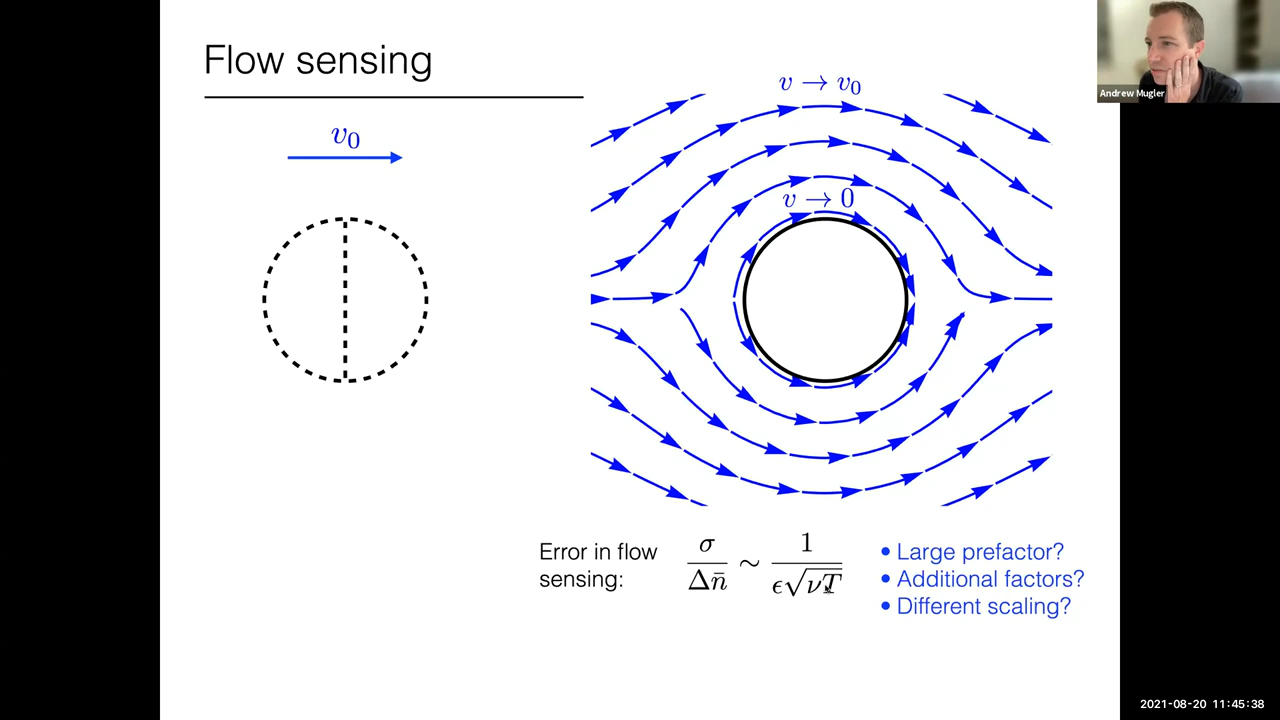 Flow sensing
v₀
v → v₀
v → 0
Error in flow
sensing:
σ/Δn̄ ~ 1/(ϵ√(νT))
• Large prefactor?
• Additional factors?
• Different scaling?
Andrew Mugler
2021-08-20 11:45:38